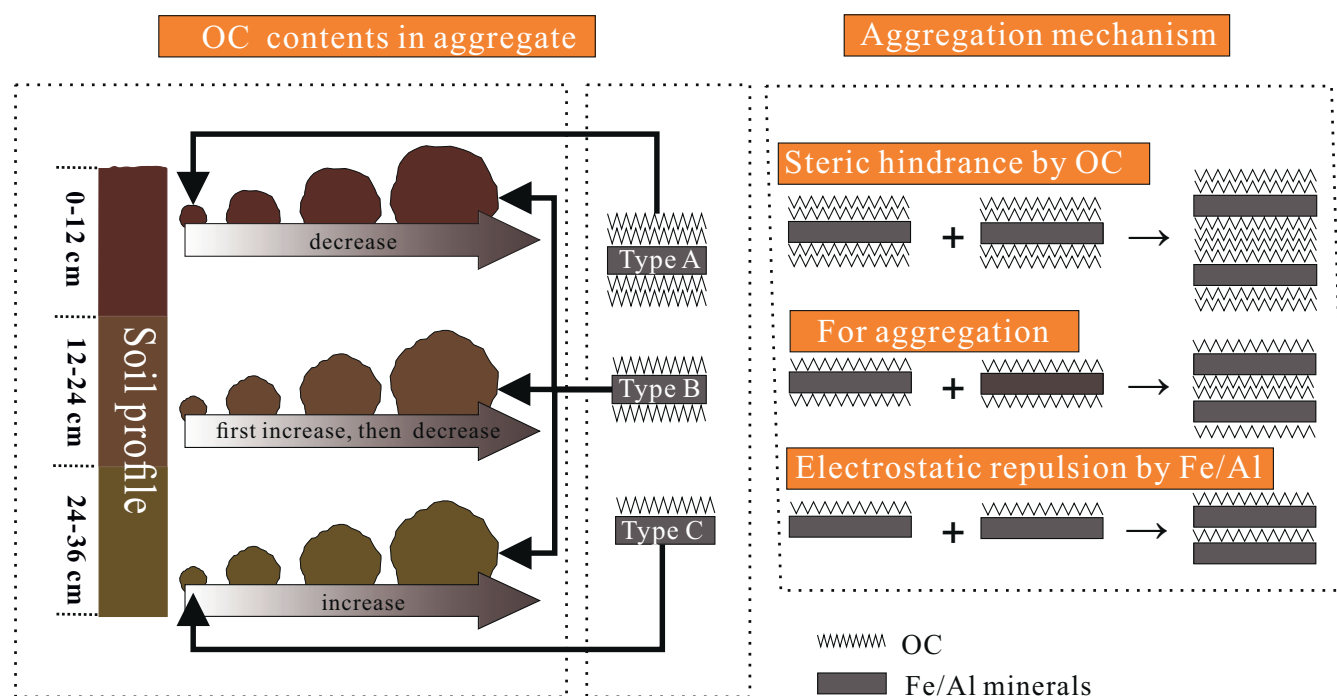 OC contents in aggregate
Aggregation mechanism
0-12 cm
12-24 cm
24-36 cm
Soil profile
decrease
first increase, then decrease
increase
Type A
Type B
Type C
Steric hindrance by OC
+
→
For aggregation
+
→
Electrostatic repulsion by Fe/Al
+
→
OC
Fe/Al minerals